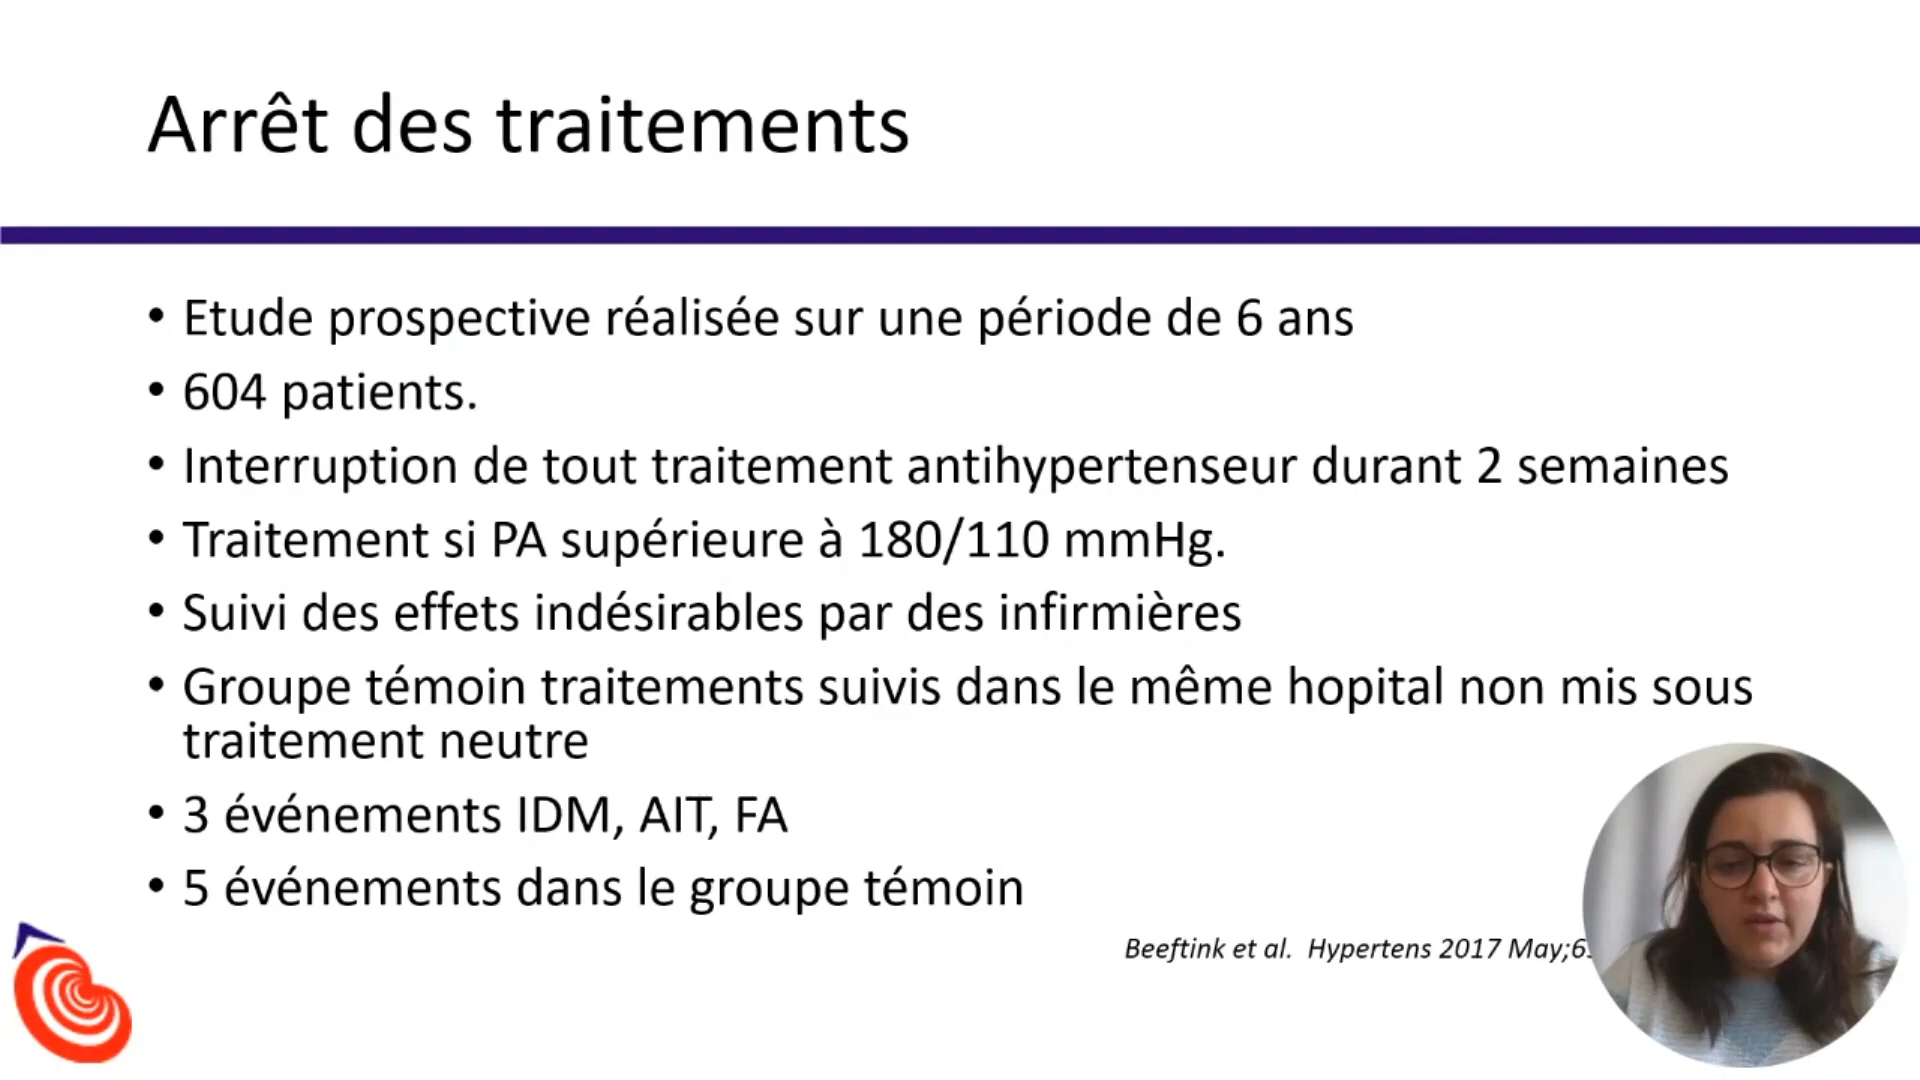 Arrêt des traitements
• Etude prospective réalisée sur une période de 6 ans
• 604 patients.
• Interruption de tout traitement antihypertenseur durant 2 semaines
• Traitement si PA supérieure à 180/110 mmHg.
• Suivi des effets indésirables par des infirmières
• Groupe témoin traitements suivis dans le même hopital non mis sous
traitement neutre
• 3 événements IDM, AIT, FA
• 5 événements dans le groupe témoin
Beeftink et al. Hypertens 2017 May;